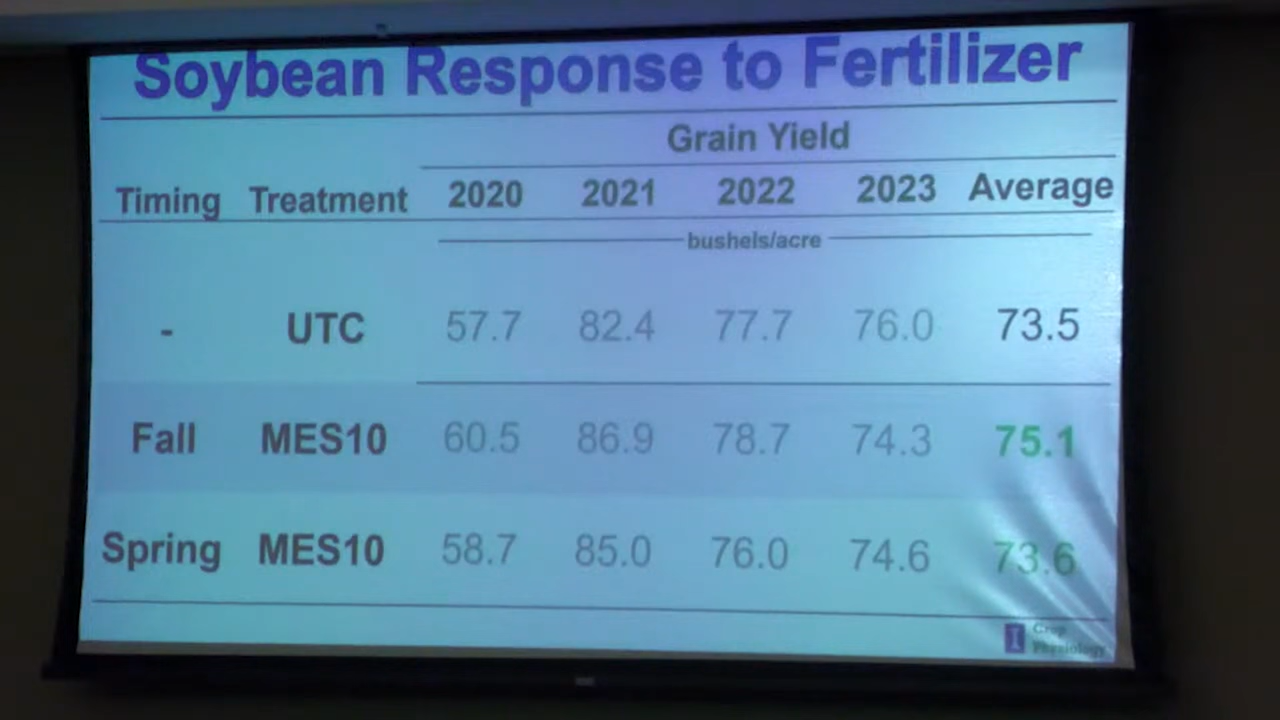 Soybean Response to Fertilizer
Grain Yield
Timing Treatment 2020 2021 2022 2023 Average
bushels/acre
- UTC 57.7 82.4 77.7 76.0 73.5
Fall MES10 60.5 86.9 78.7 74.3 75.1
Spring MES10 58.7 85.0 76.0 74.6 73.6
I Crop
Physiology